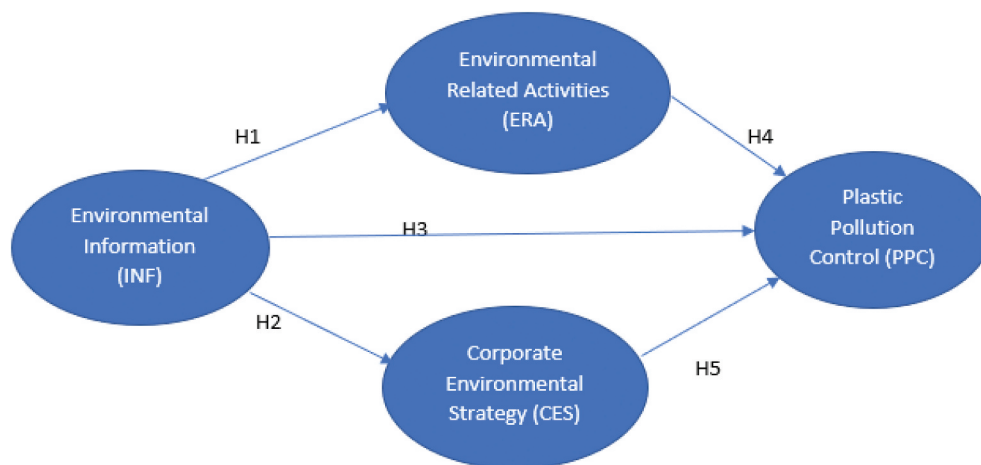 Environmental
Related Activities
(ERA)
H1
H4
Environmental
Information
(INF)
H3
Plastic
Pollution
Control (PPC)
H2
Corporate
Environmental
Strategy (CES)
H5